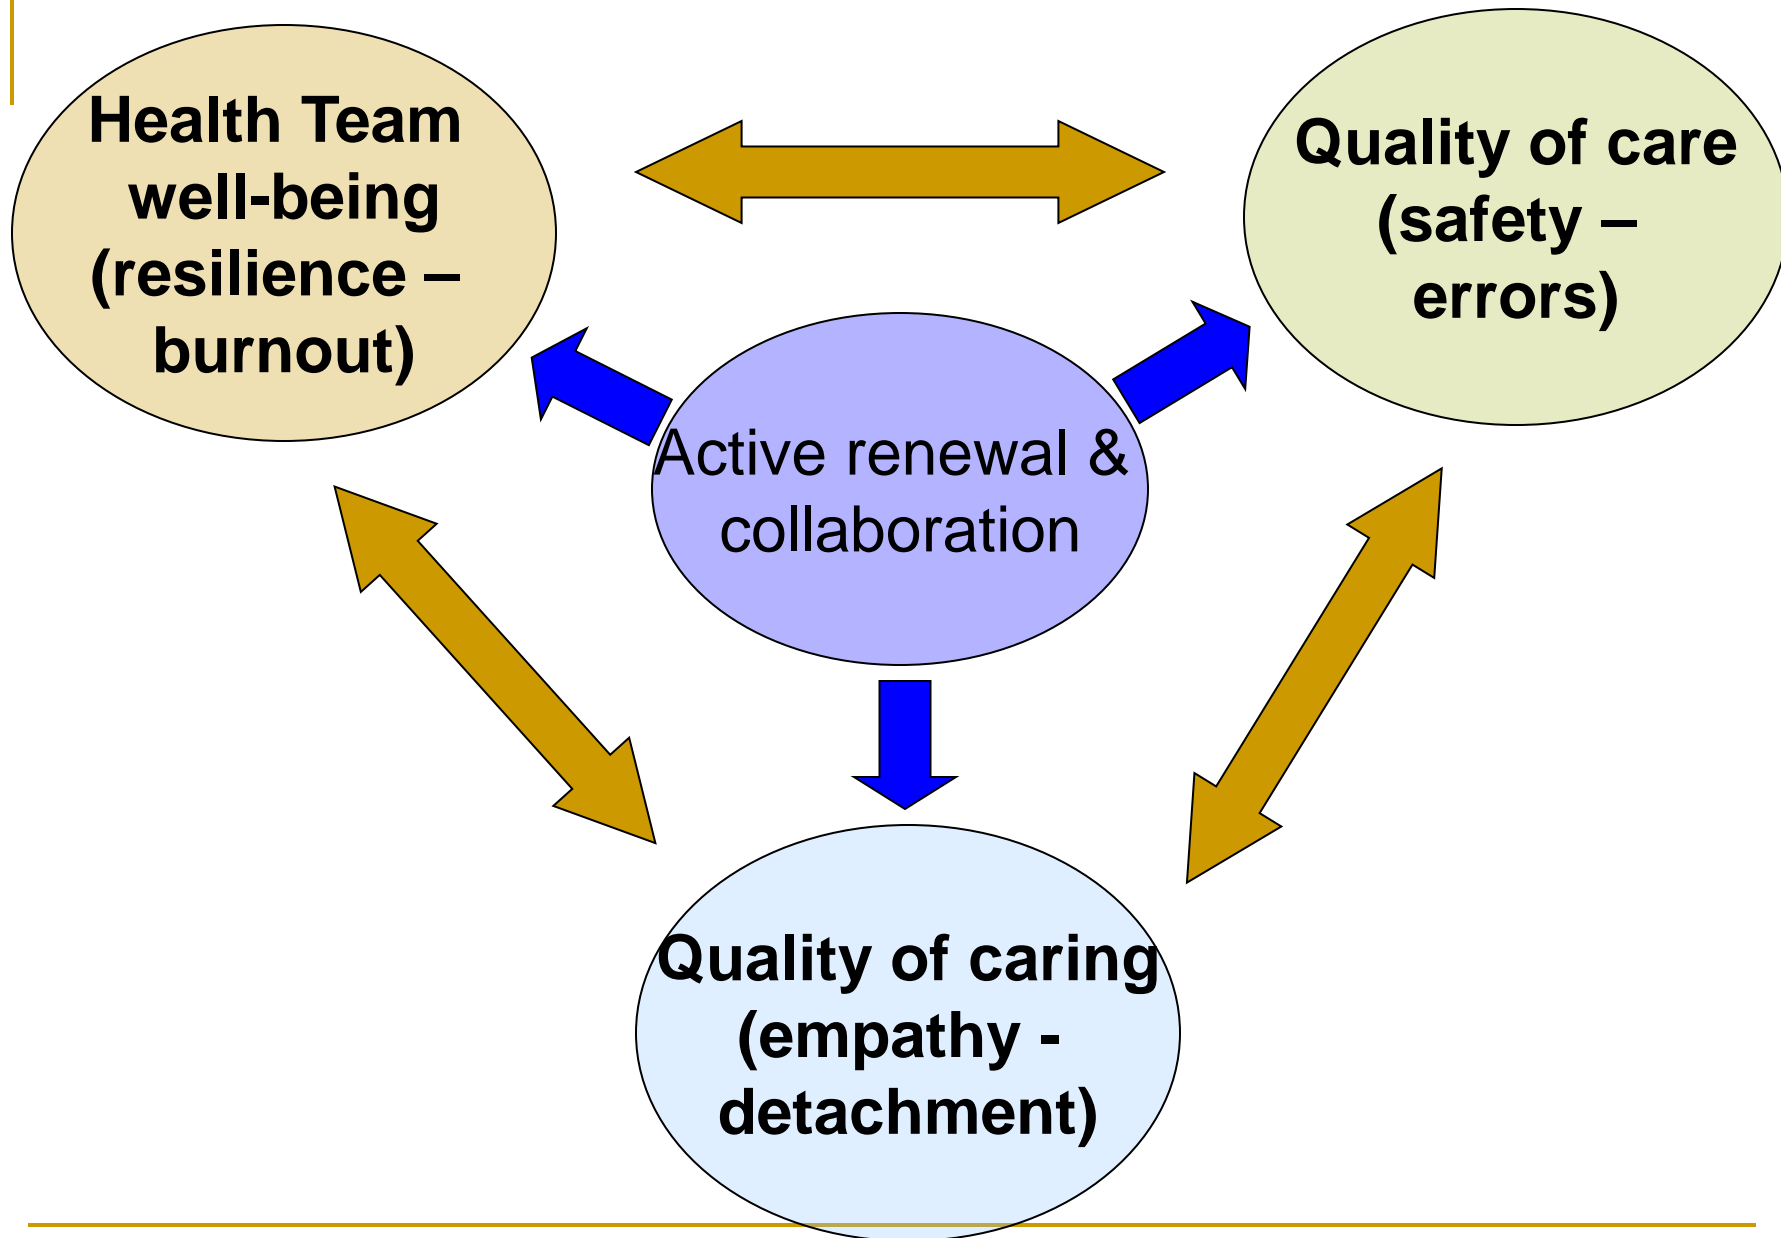 Health Team
well-being
(resilience –
burnout)
Quality of care
(safety –
errors)
Active renewal &
collaboration
Quality of caring
(empathy -
detachment)